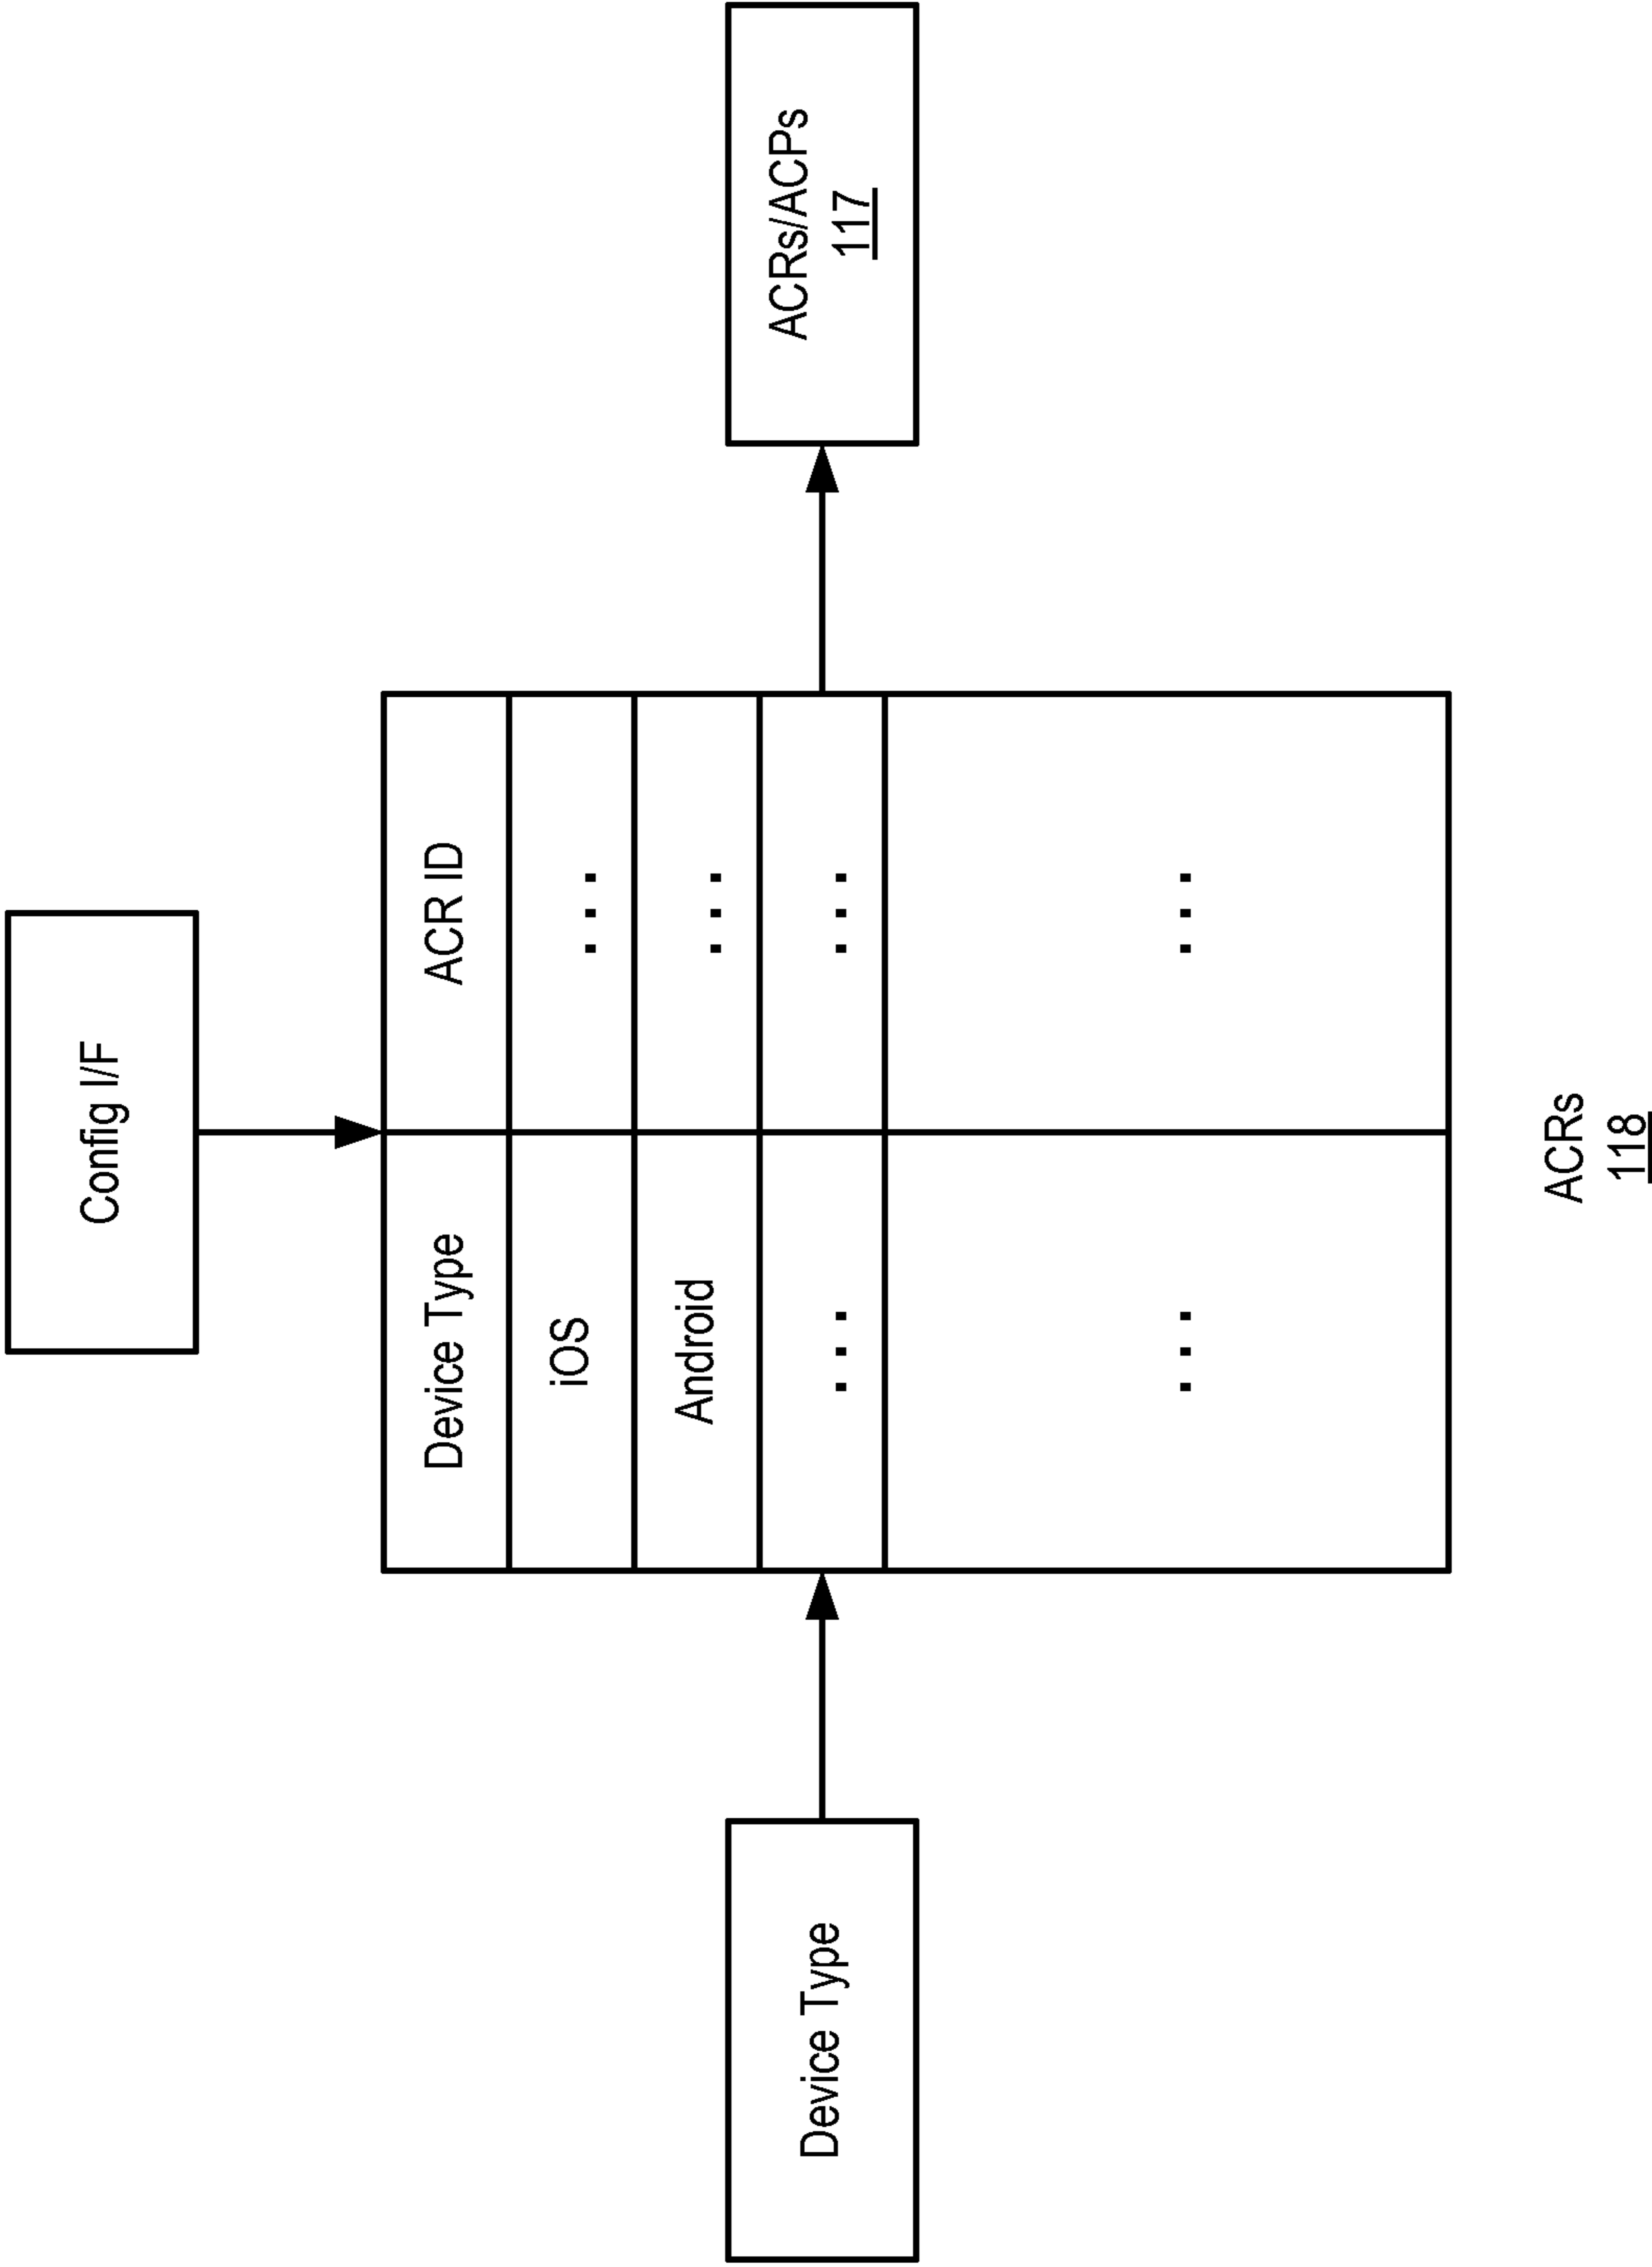 Config I/F
Device Type
Device Type
ACR ID
iOS
...
Android
...
...
...
...
...
ACRs/ACPs
117
ACRs
118